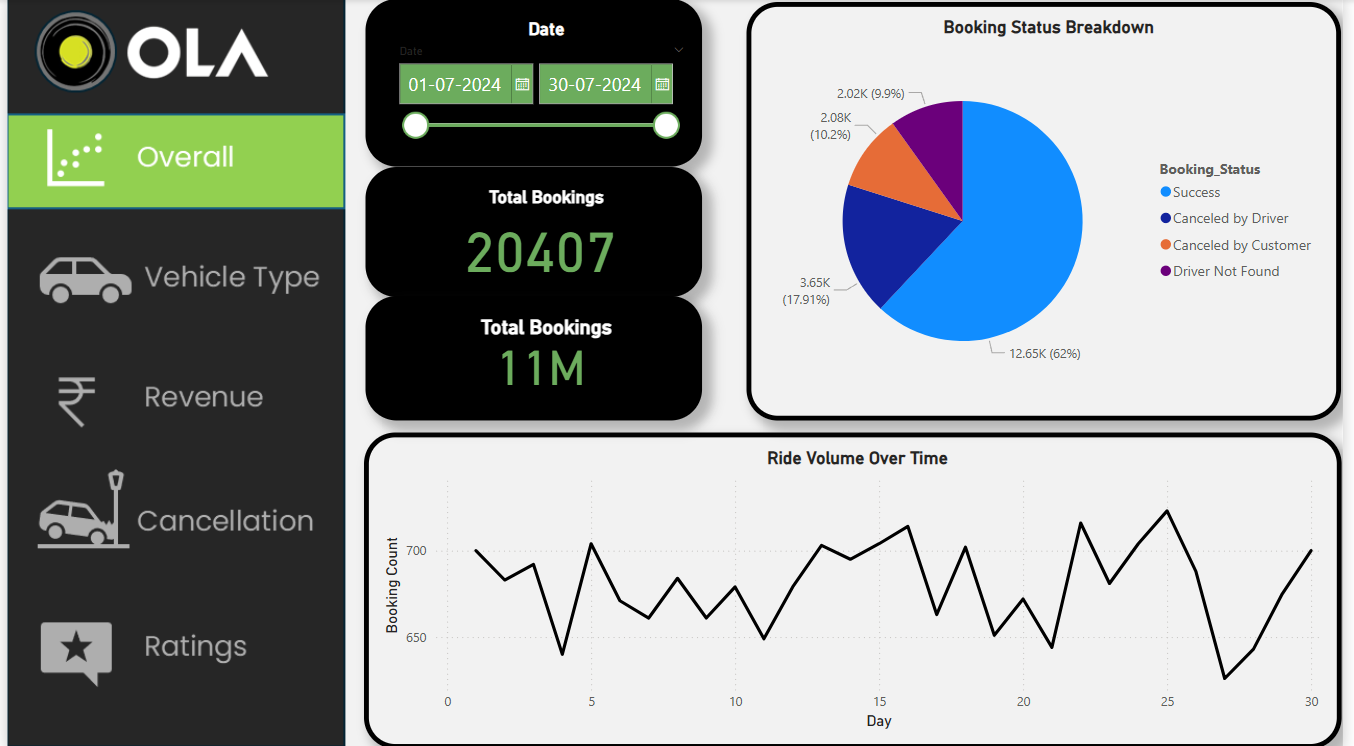 OLA
Overall
Vehicle Type
Revenue
Cancellation
Ratings
Date
Date
01-07-2024 30-07-2024
Total Bookings
20407
Total Bookings
11M
Booking Status Breakdown
2.02K (9.9%)
2.08K
(10.2%)
3.65K
(17.91%)
12.65K (62%)
Booking_Status
Success
Canceled by Driver
Canceled by Customer
Driver Not Found
Ride Volume Over Time
Booking Count
700
650
0 5 10 15 20 25 30
Day